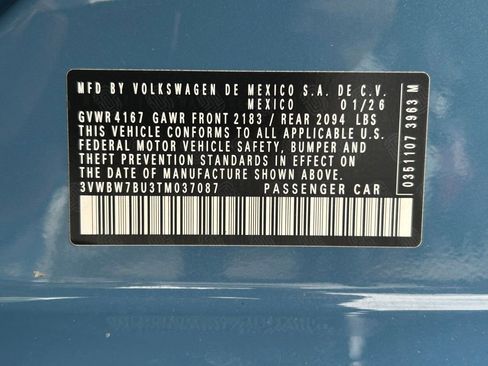 MFD BY VOLKSWAGEN DE MEXICO S.A. DE C.V.
MEXICO 01/26
GVWR 4167 GAWR FRONT 2183 / REAR 2094 LBS
THIS VEHICLE CONFORMS TO ALL APPLICABLE U.S.
FEDERAL MOTOR VEHICLE SAFETY, BUMPER AND
THEFT PREVENTION STANDARDS IN EFFECT ON THE
DATE OF MANUFACTURE SHOWN ABOVE.
3VWBW7BU3TM037087 PASSENGER CAR
0351107 3963 M